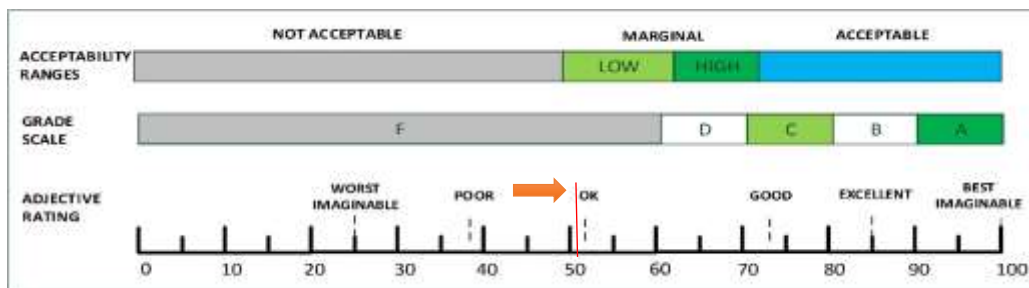 NOT ACCEPTABLE MARGINAL ACCEPTABLE
ACCEPTABILITY RANGES
LOW HIGH
GRADE SCALE
F D C B A
ADJECTIVE RATING
WORST IMAGINABLE
POOR
OK
GOOD
EXCELLENT
BEST IMAGINABLE
0 10 20 30 40 50 60 70 80 90 100